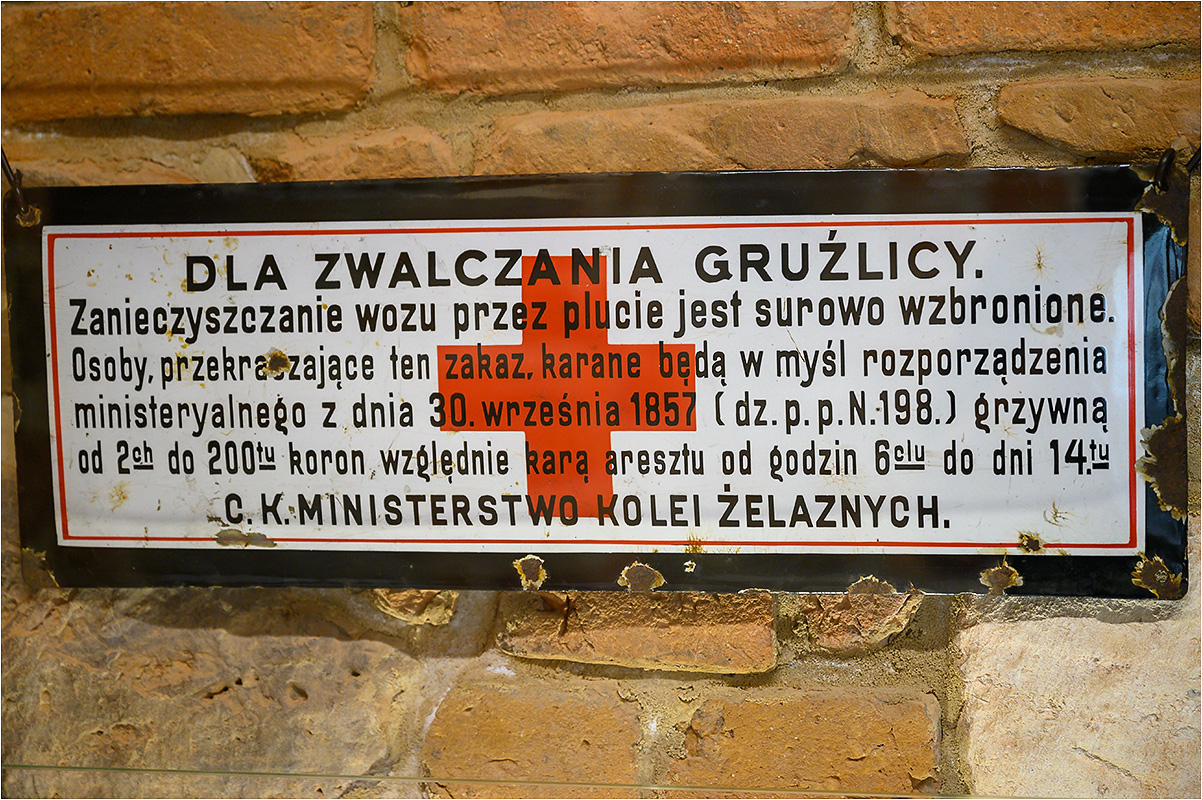 DLA ZWALCZANIA GRUŹLICY.
Zanieczyszczanie wozu przez plucie jest surowo wzbronione.
Osoby, przekraszające ten zakaz, karane będą w myśl rozporządzenia
ministeryalnego z dnia 30. września 1857 (dz. p. p. N. 198.) grzywną
od 2ch do 200tu koron względnie karą aresztu od godzin 6clu do dni 14.tu
C. K. MINISTERSTWO KOLEI ŻELAZNYCH.